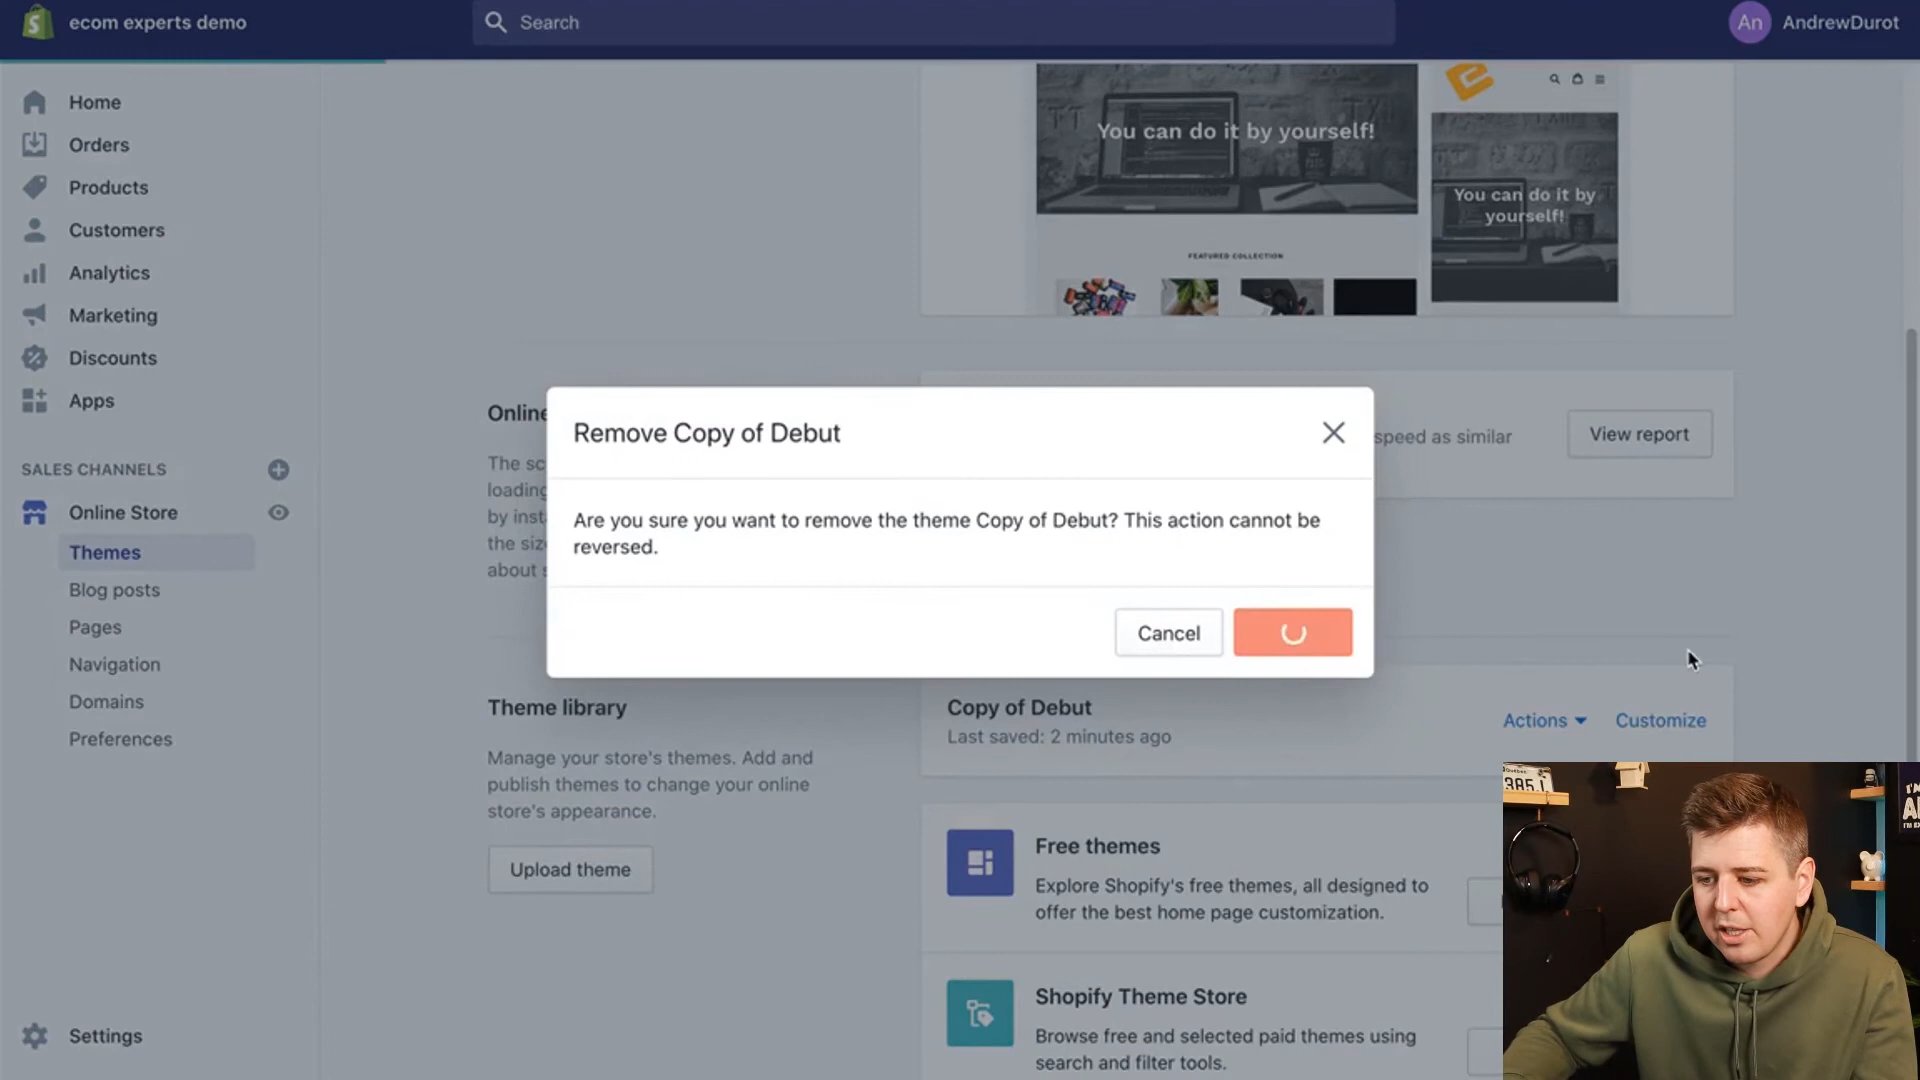 ecom experts demo
Search
An
AndrewDurot
Home
Orders
Products
Customers
Analytics
Marketing
Discounts
Apps
SALES CHANNELS
Online Store
Themes
Blog posts
Pages
Navigation
Domains
Preferences
Settings
You can do it by yourself!
You can do it by
yourself!
FEATURED COLLECTION
Online
The sc
loading
by inst
the siz
about s
speed as similar
View report
Remove Copy of Debut
Are you sure you want to remove the theme Copy of Debut? This action cannot be
reversed.
Cancel
Theme library
Manage your store's themes. Add and
publish themes to change your online
store's appearance.
Upload theme
Copy of Debut
Last saved: 2 minutes ago
Actions
Customize
Free themes
Explore Shopify's free themes, all designed to
offer the best home page customization.
Shopify Theme Store
Browse free and selected paid themes using
search and filter tools.